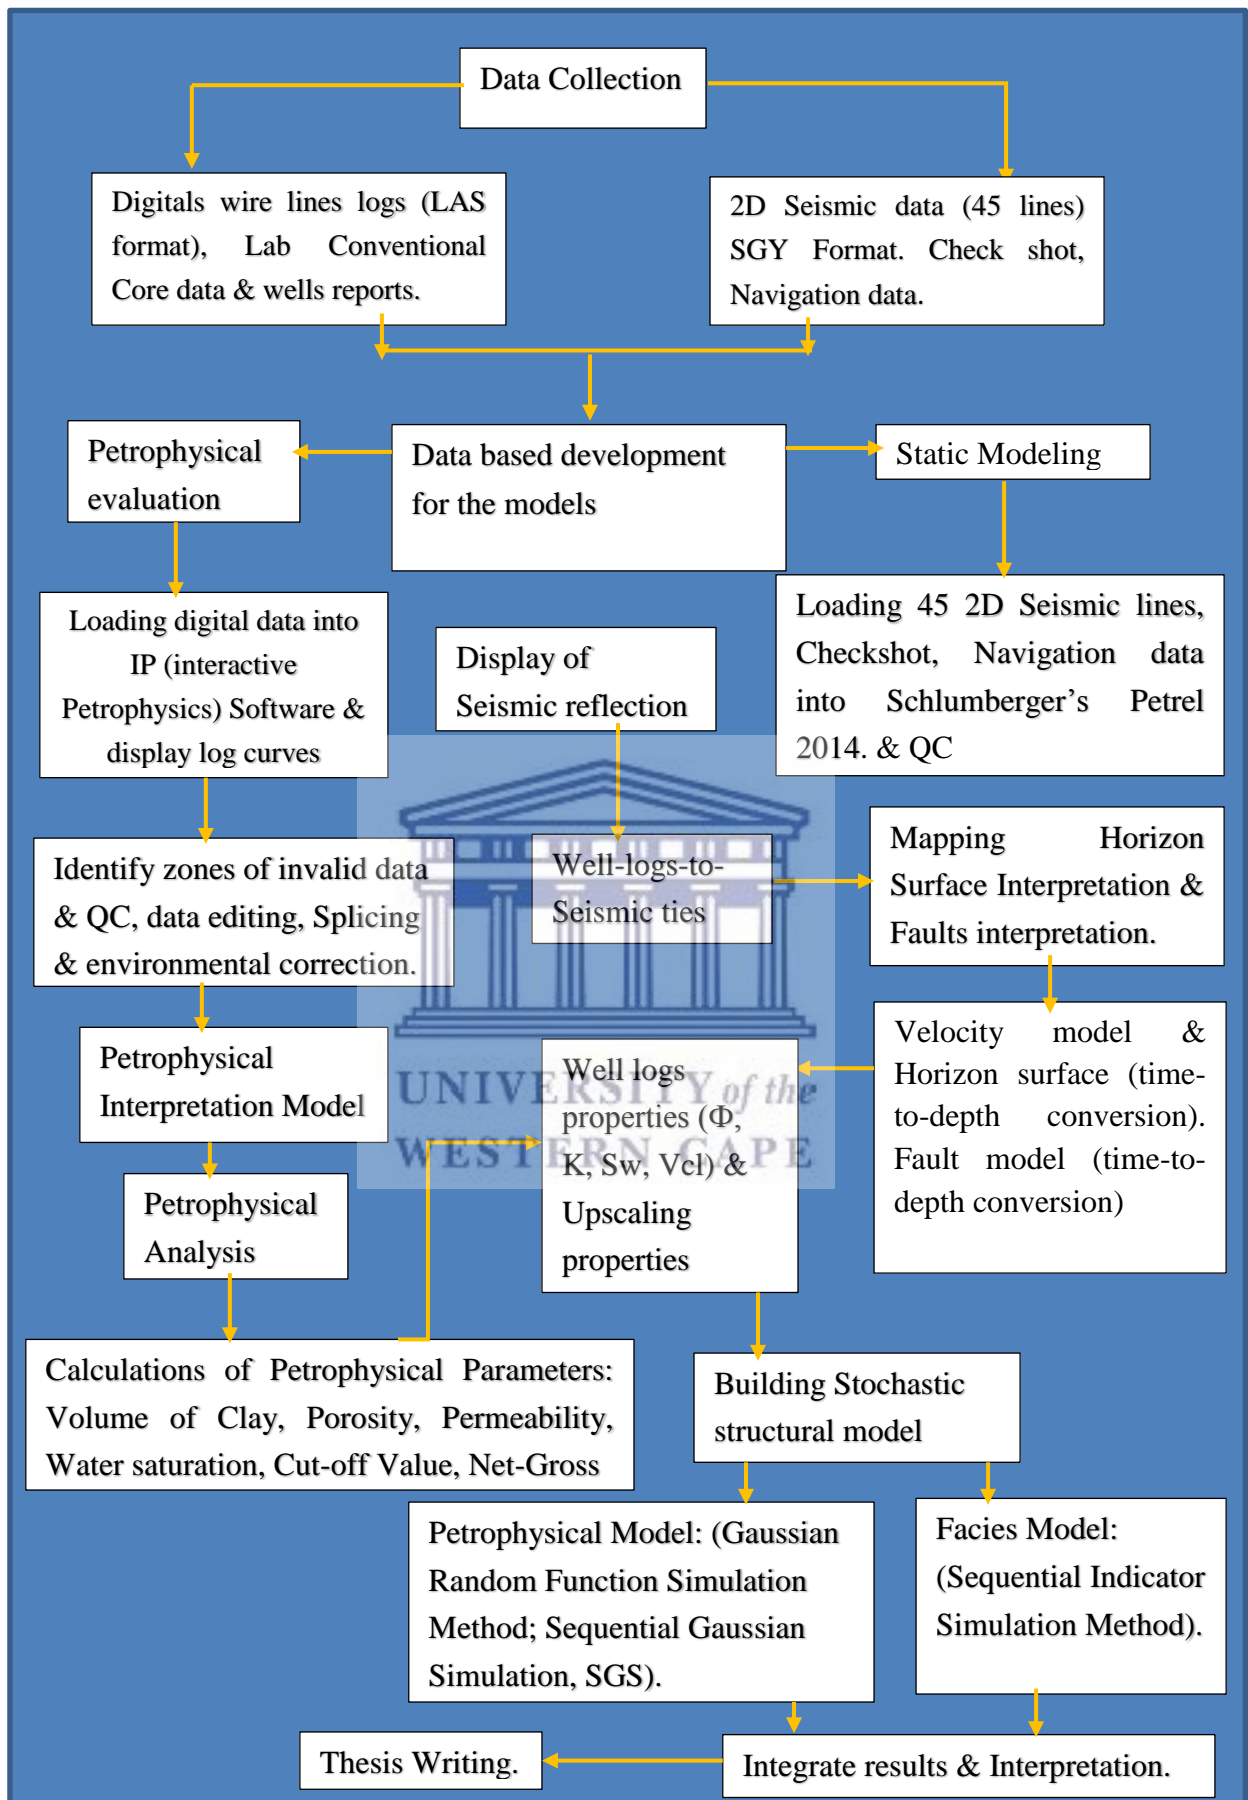 Data Collection
Digitals wire lines logs (LAS
format), Lab Conventional
Core data & wells reports.
2D Seismic data (45 lines)
SGY Format. Check shot,
Navigation data.
Petrophysical
evaluation
Data based development
for the models
Static Modeling
Loading digital data into
IP (interactive
Petrophysics) Software &
display log curves
Display of
Seismic reflection
Loading 45 2D Seismic lines,
Checkshot, Navigation data
into Schlumberger’s Petrel
2014. & QC
Identify zones of invalid data
& QC, data editing, Splicing
& environmental correction.
Well-logs-to-
Seismic ties
Mapping Horizon
Surface Interpretation &
Faults interpretation.
Petrophysical
Interpretation Model
Well logs
properties (Φ,
K, Sw, Vcl) &
Upscaling
properties
Velocity model &
Horizon surface (time-
to-depth conversion).
Fault model (time-to-
depth conversion)
UNIVERSITY of the
WESTERN CAPE
Petrophysical
Analysis
Calculations of Petrophysical Parameters:
Volume of Clay, Porosity, Permeability,
Water saturation, Cut-off Value, Net-Gross
Building Stochastic
structural model
Petrophysical Model: (Gaussian
Random Function Simulation
Method; Sequential Gaussian
Simulation, SGS).
Facies Model:
(Sequential Indicator
Simulation Method).
Thesis Writing.
Integrate results & Interpretation.